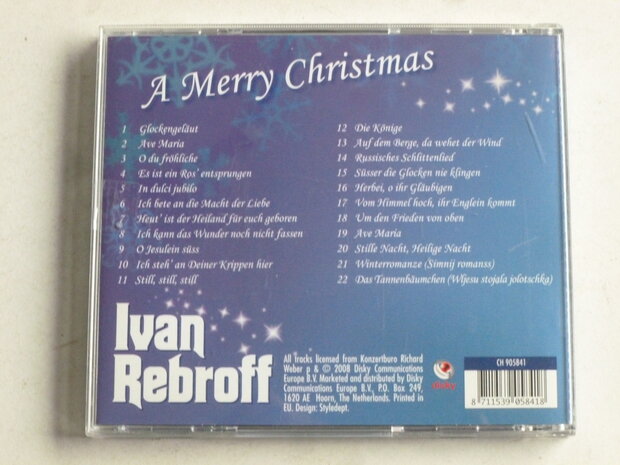 A Merry Christmas
1 Glockengeläut
2 Ave Maria
3 O du fröhliche
4 Es ist ein Ros' entsprungen
5 In dulci jubilo
6 Ich bete an die Macht der Liebe
7 Heut' ist der Heiland für euch geboren
8 Ich kann das Wunder noch nicht fassen
9 O Jesulein süss
10 Ich steh' an Deiner Krippen hier
11 Still, still, still
12 Die Könige
13 Auf dem Berge, da wehet der Wind
14 Russisches Schlittenlied
15 Süsser die Glocken nie klingen
16 Herbei, o ihr Gläubigen
17 Vom Himmel hoch, ihr Englein kommt
18 Um den Frieden von oben
19 Ave Maria
20 Stille Nacht, Heilige Nacht
21 Winterromanze (Simnij romanss)
22 Das Tannenbäumchen (Wljesu stojala jolotschka)
Ivan
Rebroff
All Tracks licensed from Konzertburo Richard
Weber p & © 2008 Disky Communications
Europe B.V. Marketed and distributed by Disky
Communications Europe B.V., P.O. Box 249,
1620 AE Hoorn, The Netherlands. Printed in
EU. Design: Styledept.
disky
CH 905841
8 711539 058418